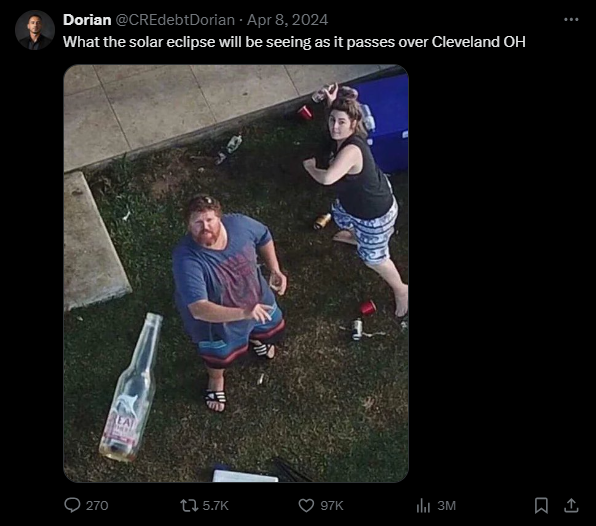 Dorian @CREdebtDorian · Apr 8, 2024
What the solar eclipse will be seeing as it passes over Cleveland OH
270 5.7K 97K 3M